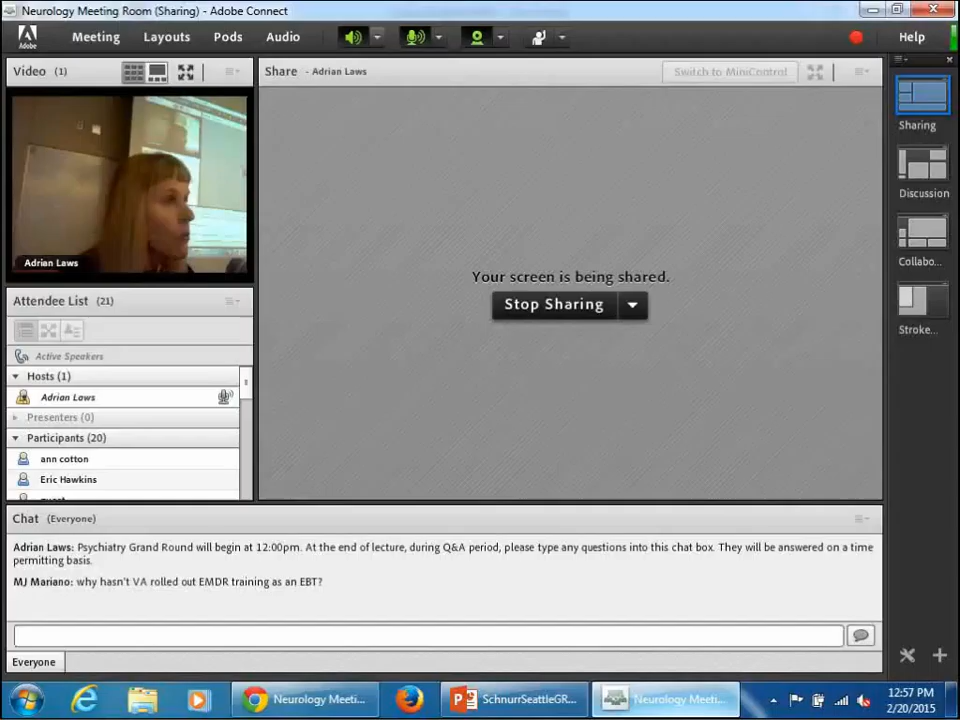 Neurology Meeting Room (Sharing) - Adobe Connect
Adobe
Meeting Layouts Pods Audio Help
Video (1)
Share - Adrian Laws
Switch to MiniControl
Adrian Laws
Sharing
Discussion
Collabo...
Stroke...
Your screen is being shared.
Stop Sharing
Attendee List (21)
Active Speakers
Hosts (1)
Adrian Laws
Presenters (0)
Participants (20)
ann cotton
Eric Hawkins
guest
Chat (Everyone)
Adrian Laws: Psychiatry Grand Round will begin at 12:00pm. At the end of lecture, during Q&A period, please type any questions into this chat box. They will be answered on a time
permitting basis.
MJ Mariano: why hasn't VA rolled out EMDR training as an EBT?
Everyone
Neurology Meeti...
SchnurrSeattleGR...
Neurology Meeti...
12:57 PM
2/20/2015